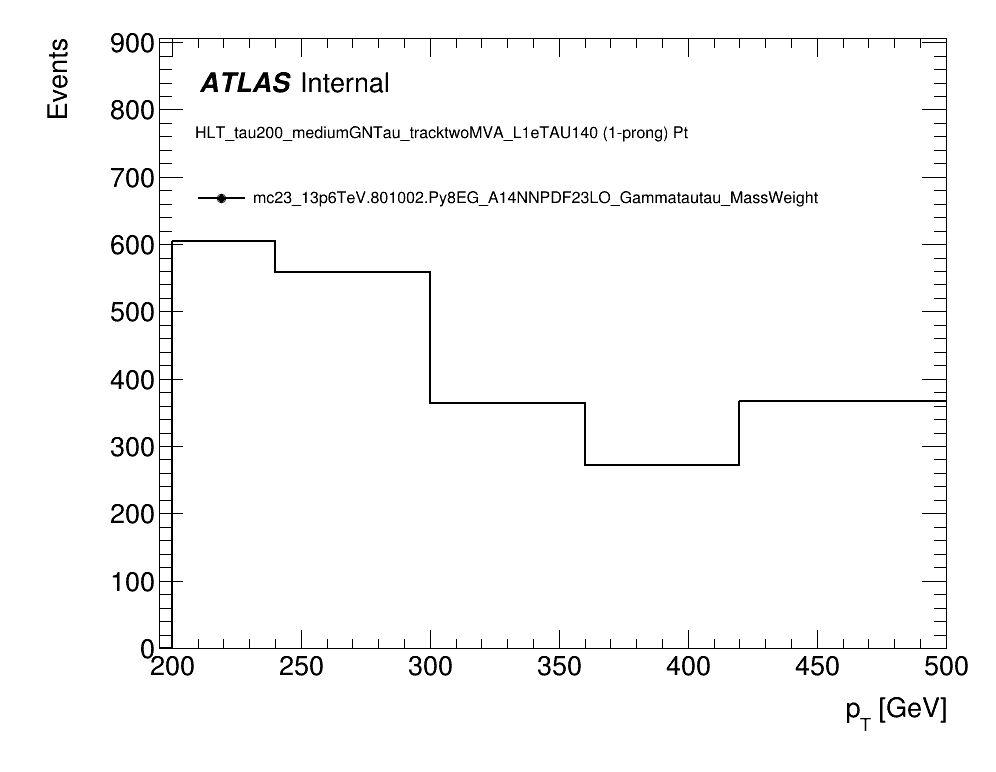 Events
900
800
700
600
500
400
300
200
100
0
ATLAS Internal
HLT_tau200_mediumGNTau_tracktwoMVA_L1eTAU140 (1-prong) Pt
mc23_13p6TeV.801002.Py8EG_A14NNPDF23LO_Gammatautau_MassWeight
200 250 300 350 400 450 500
p_T [GeV]